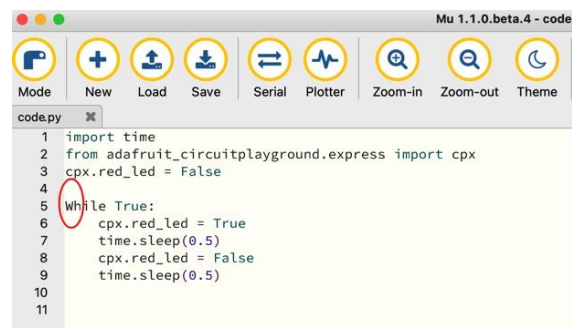 Mu 1.1.0.beta.4 - code
Mode New Load Save Serial Plotter Zoom-in Zoom-out Theme
code.py
1 import time
2 from adafruit_circuitplayground.express import cpx
3 cpx.red_led = False
4
5 While True:
6     cpx.red_led = True
7     time.sleep(0.5)
8     cpx.red_led = False
9     time.sleep(0.5)
10
11